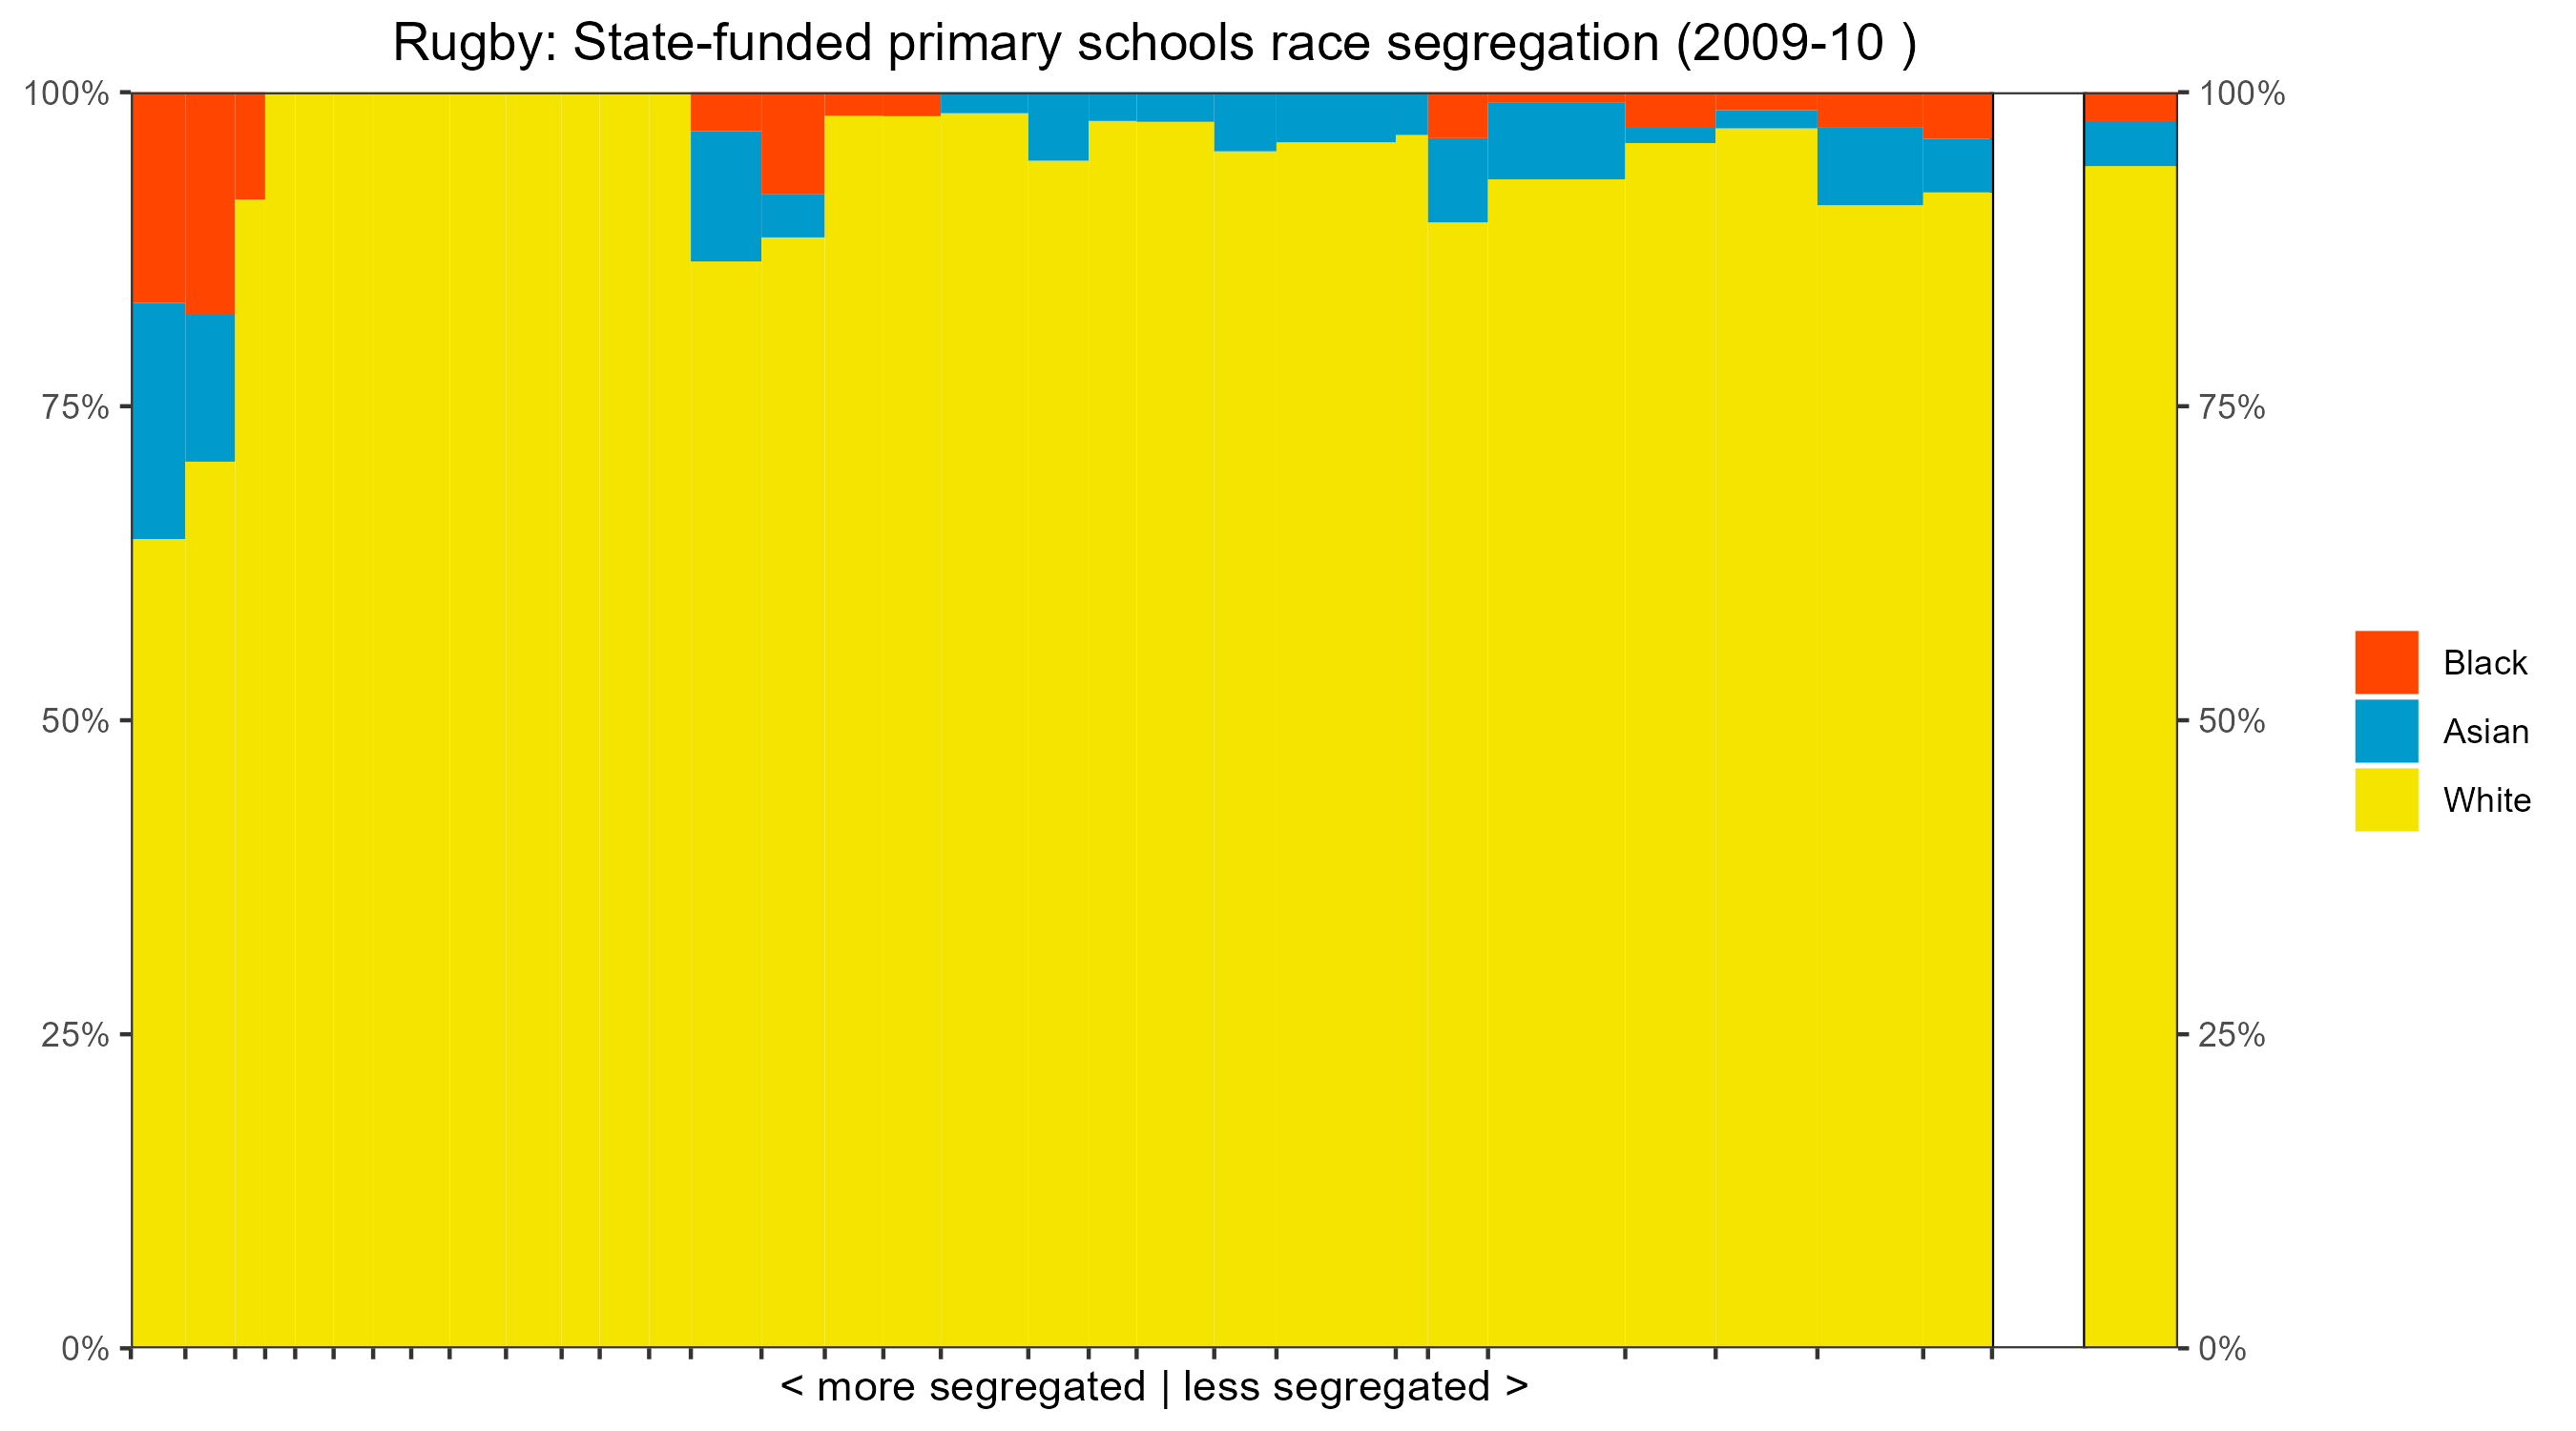 Rugby: State-funded primary schools race segregation (2009-10 )
100%
75%
50%
25%
0%
100%
75%
50%
25%
0%
Black
Asian
White
< more segregated | less segregated >